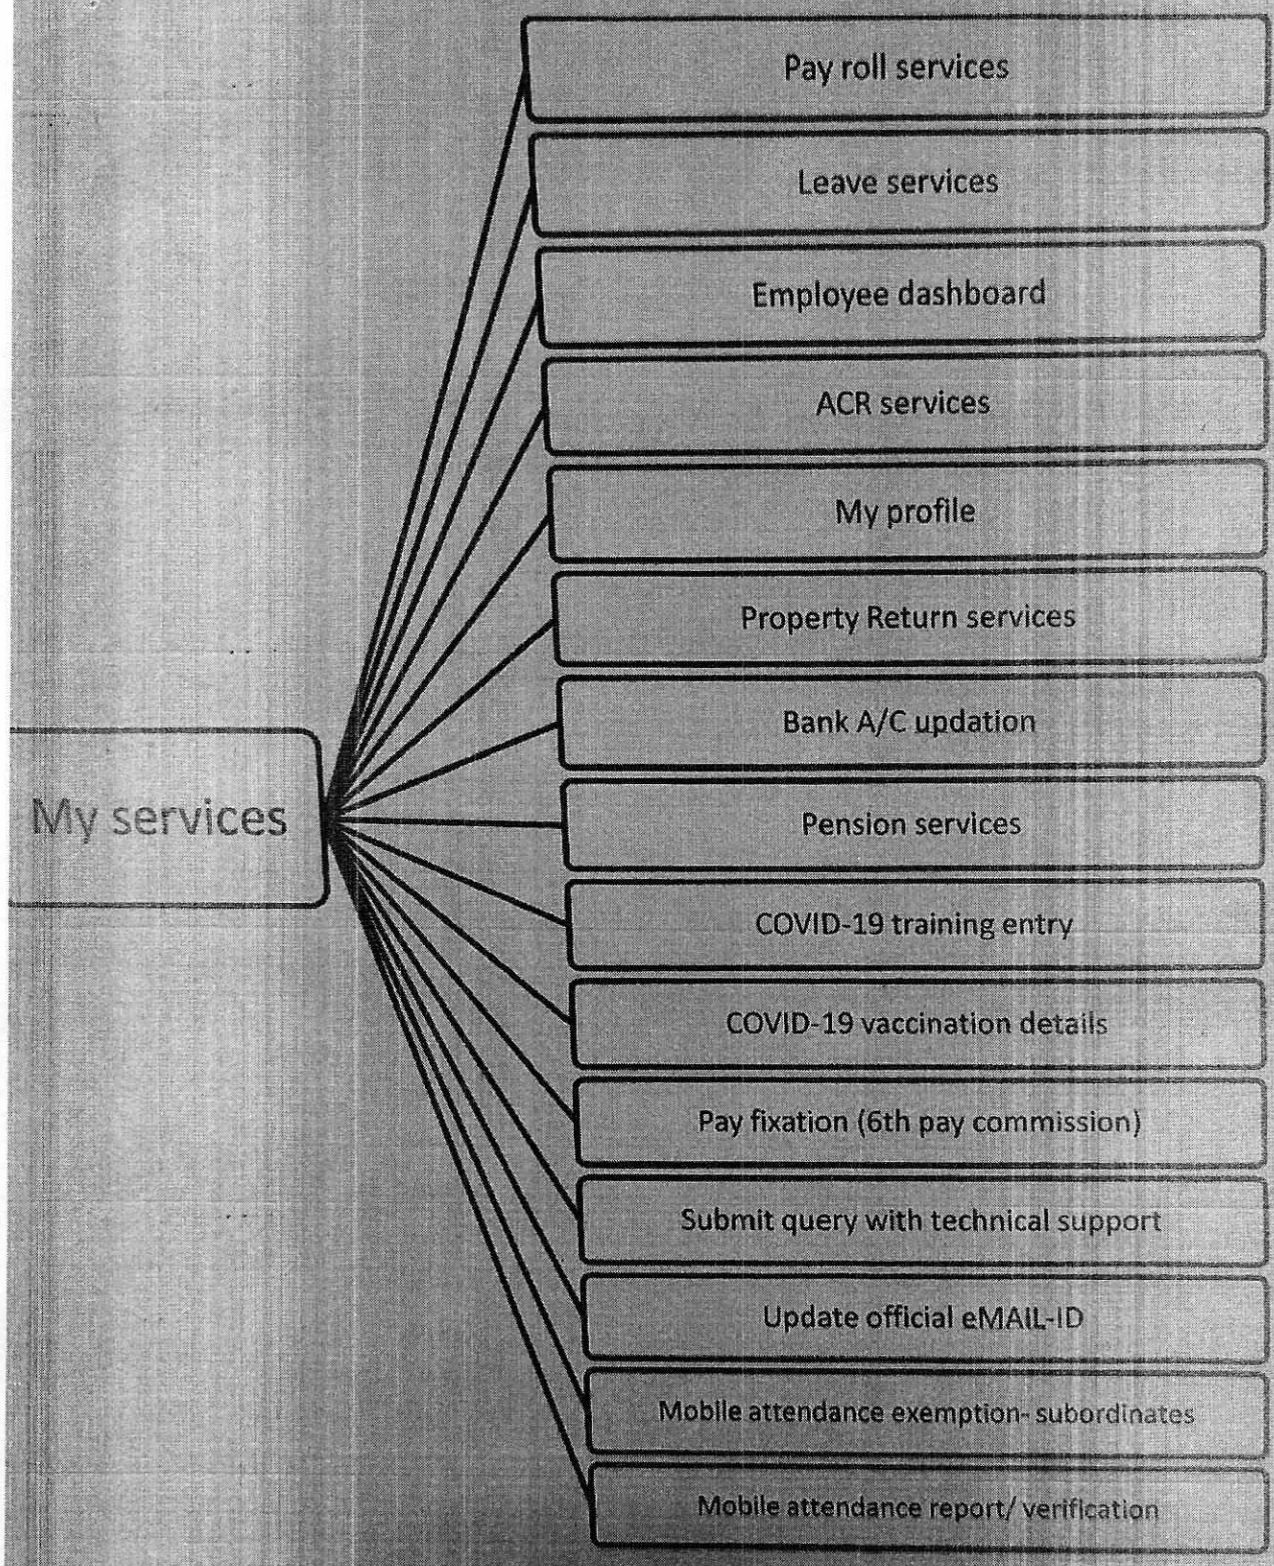 Pay roll services
Leave services
Employee dashboard
ACR services
My profile
Property Return services
Bank A/C updation
My services
Pension services
COVID-19 training entry
COVID-19 vaccination details
Pay fixation (6th pay commission)
Submit query with technical support
Update official eMAIL-ID
Mobile attendance exemption- subordinates
Mobile attendance report/ verification